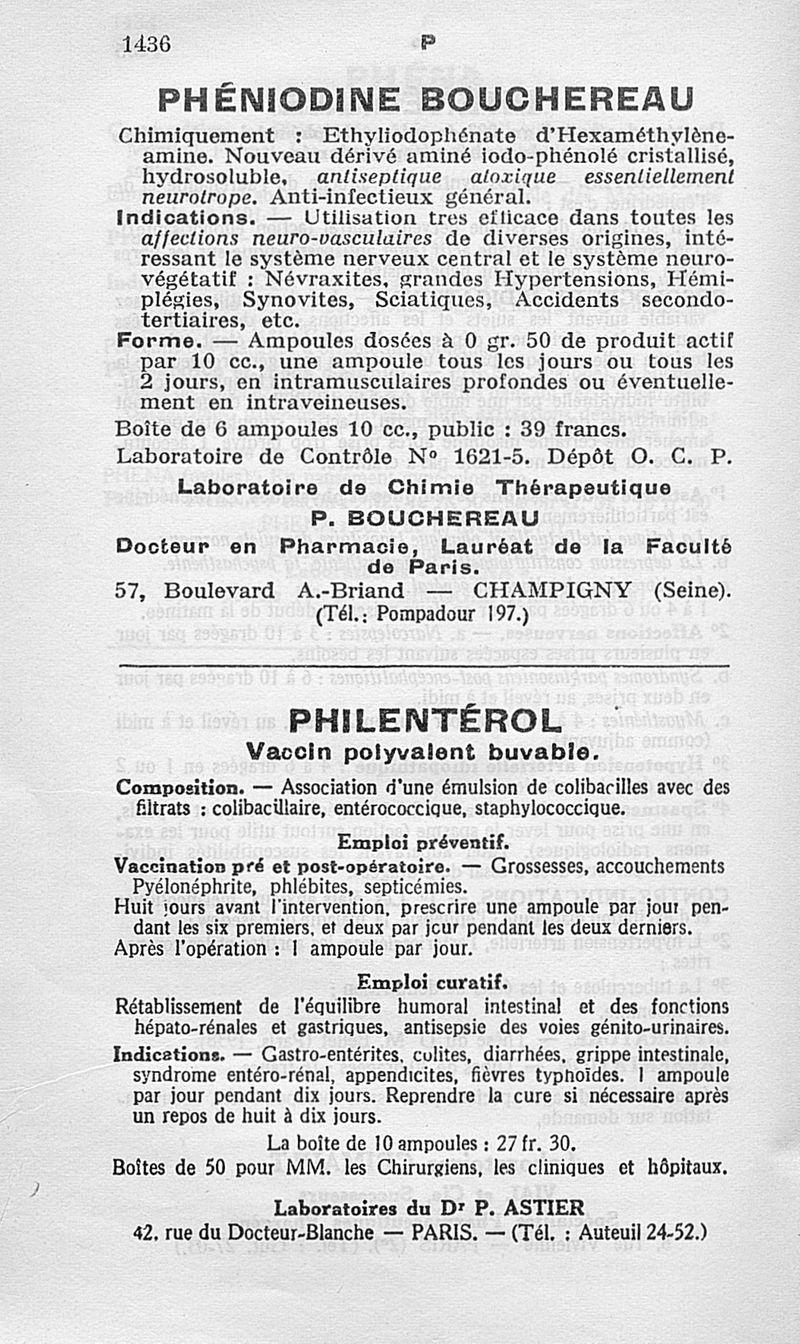 1436
P
PHÉNIODINE BOUCHEREAU
Chimiquement : Ethyliodophénate d'Hexaméthylène-
amine. Nouveau dérivé aminé iodo-phénolé cristallisé,
hydrosoluble, antiseptique atoxique essentiellement
neurotrope. Anti-infectieux général.
Indications. — Utilisation tres efficace dans toutes les
affections neuro-vasculaires de diverses origines, inté-
ressant le système nerveux central et le système neuro-
végétatif : Névraxites, grandes Hypertensions, Hémi-
plégies, Synovites, Sciatiques, Accidents secondo-
tertiaires, etc.
Forme. — Ampoules dosées à 0 gr. 50 de produit actif
par 10 cc., une ampoule tous les jours ou tous les
2 jours, en intramusculaires profondes ou éventuelle-
ment en intraveineuses.
Boîte de 6 ampoules 10 cc., public : 39 francs.
Laboratoire de Contrôle N° 1621-5. Dépôt O. C. P.
Laboratoire de Chimie Thérapeutique
P. BOUCHEREAU
Docteur en Pharmacie, Lauréat de la Faculté
de Paris.
57, Boulevard A.-Briand — CHAMPIGNY (Seine).
(Tél.: Pompadour 197.)
PHILENTÉROL
Vaccin polyvalent buvable.
Composition. — Association d'une émulsion de colibacilles avec des
filtrats : colibacillaire, entérococcique, staphylococcique.
Emploi préventif.
Vaccination pré et post-opératoire. — Grossesses, accouchements
Pyélonéphrite, phlébites, septicémies.
Huit jours avant l'intervention, prescrire une ampoule par jour pen-
dant les six premiers, et deux par jour pendant les deux derniers.
Après l'opération : 1 ampoule par jour.
Emploi curatif.
Rétablissement de l'équilibre humoral intestinal et des fonctions
hépato-rénales et gastriques, antisepsie des voies génito-urinaires.
Indications. — Gastro-entérites, colites, diarrhées, grippe intestinale,
syndrome entéro-rénal, appendicites, fièvres typhoïdes. 1 ampoule
par jour pendant dix jours. Reprendre la cure si nécessaire après
un repos de huit à dix jours.
La boîte de 10 ampoules : 27 fr. 30.
Boîtes de 50 pour MM. les Chirurgiens, les cliniques et hôpitaux.
Laboratoires du Dr P. ASTIER
42, rue du Docteur-Blanche — PARIS. — (Tél. : Auteuil 24-52.)